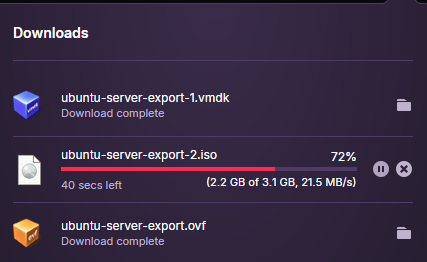 Downloads
ubuntu-server-export-1.vmdk
Download complete
ubuntu-server-export-2.iso 72%
40 secs left (2.2 GB of 3.1 GB, 21.5 MB/s)
ubuntu-server-export.ovf
Download complete